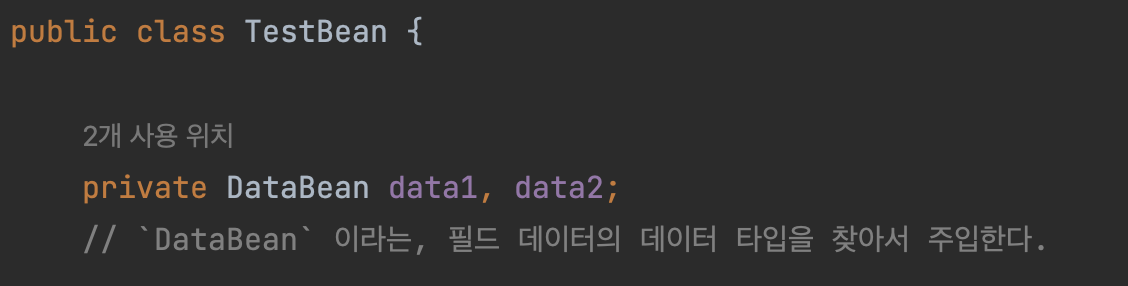 public class TestBean {
2개 사용 위치
private DataBean data1, data2;
// `DataBean` 이라는, 필드 데이터의 데이터 타입을 찾아서 주입한다.